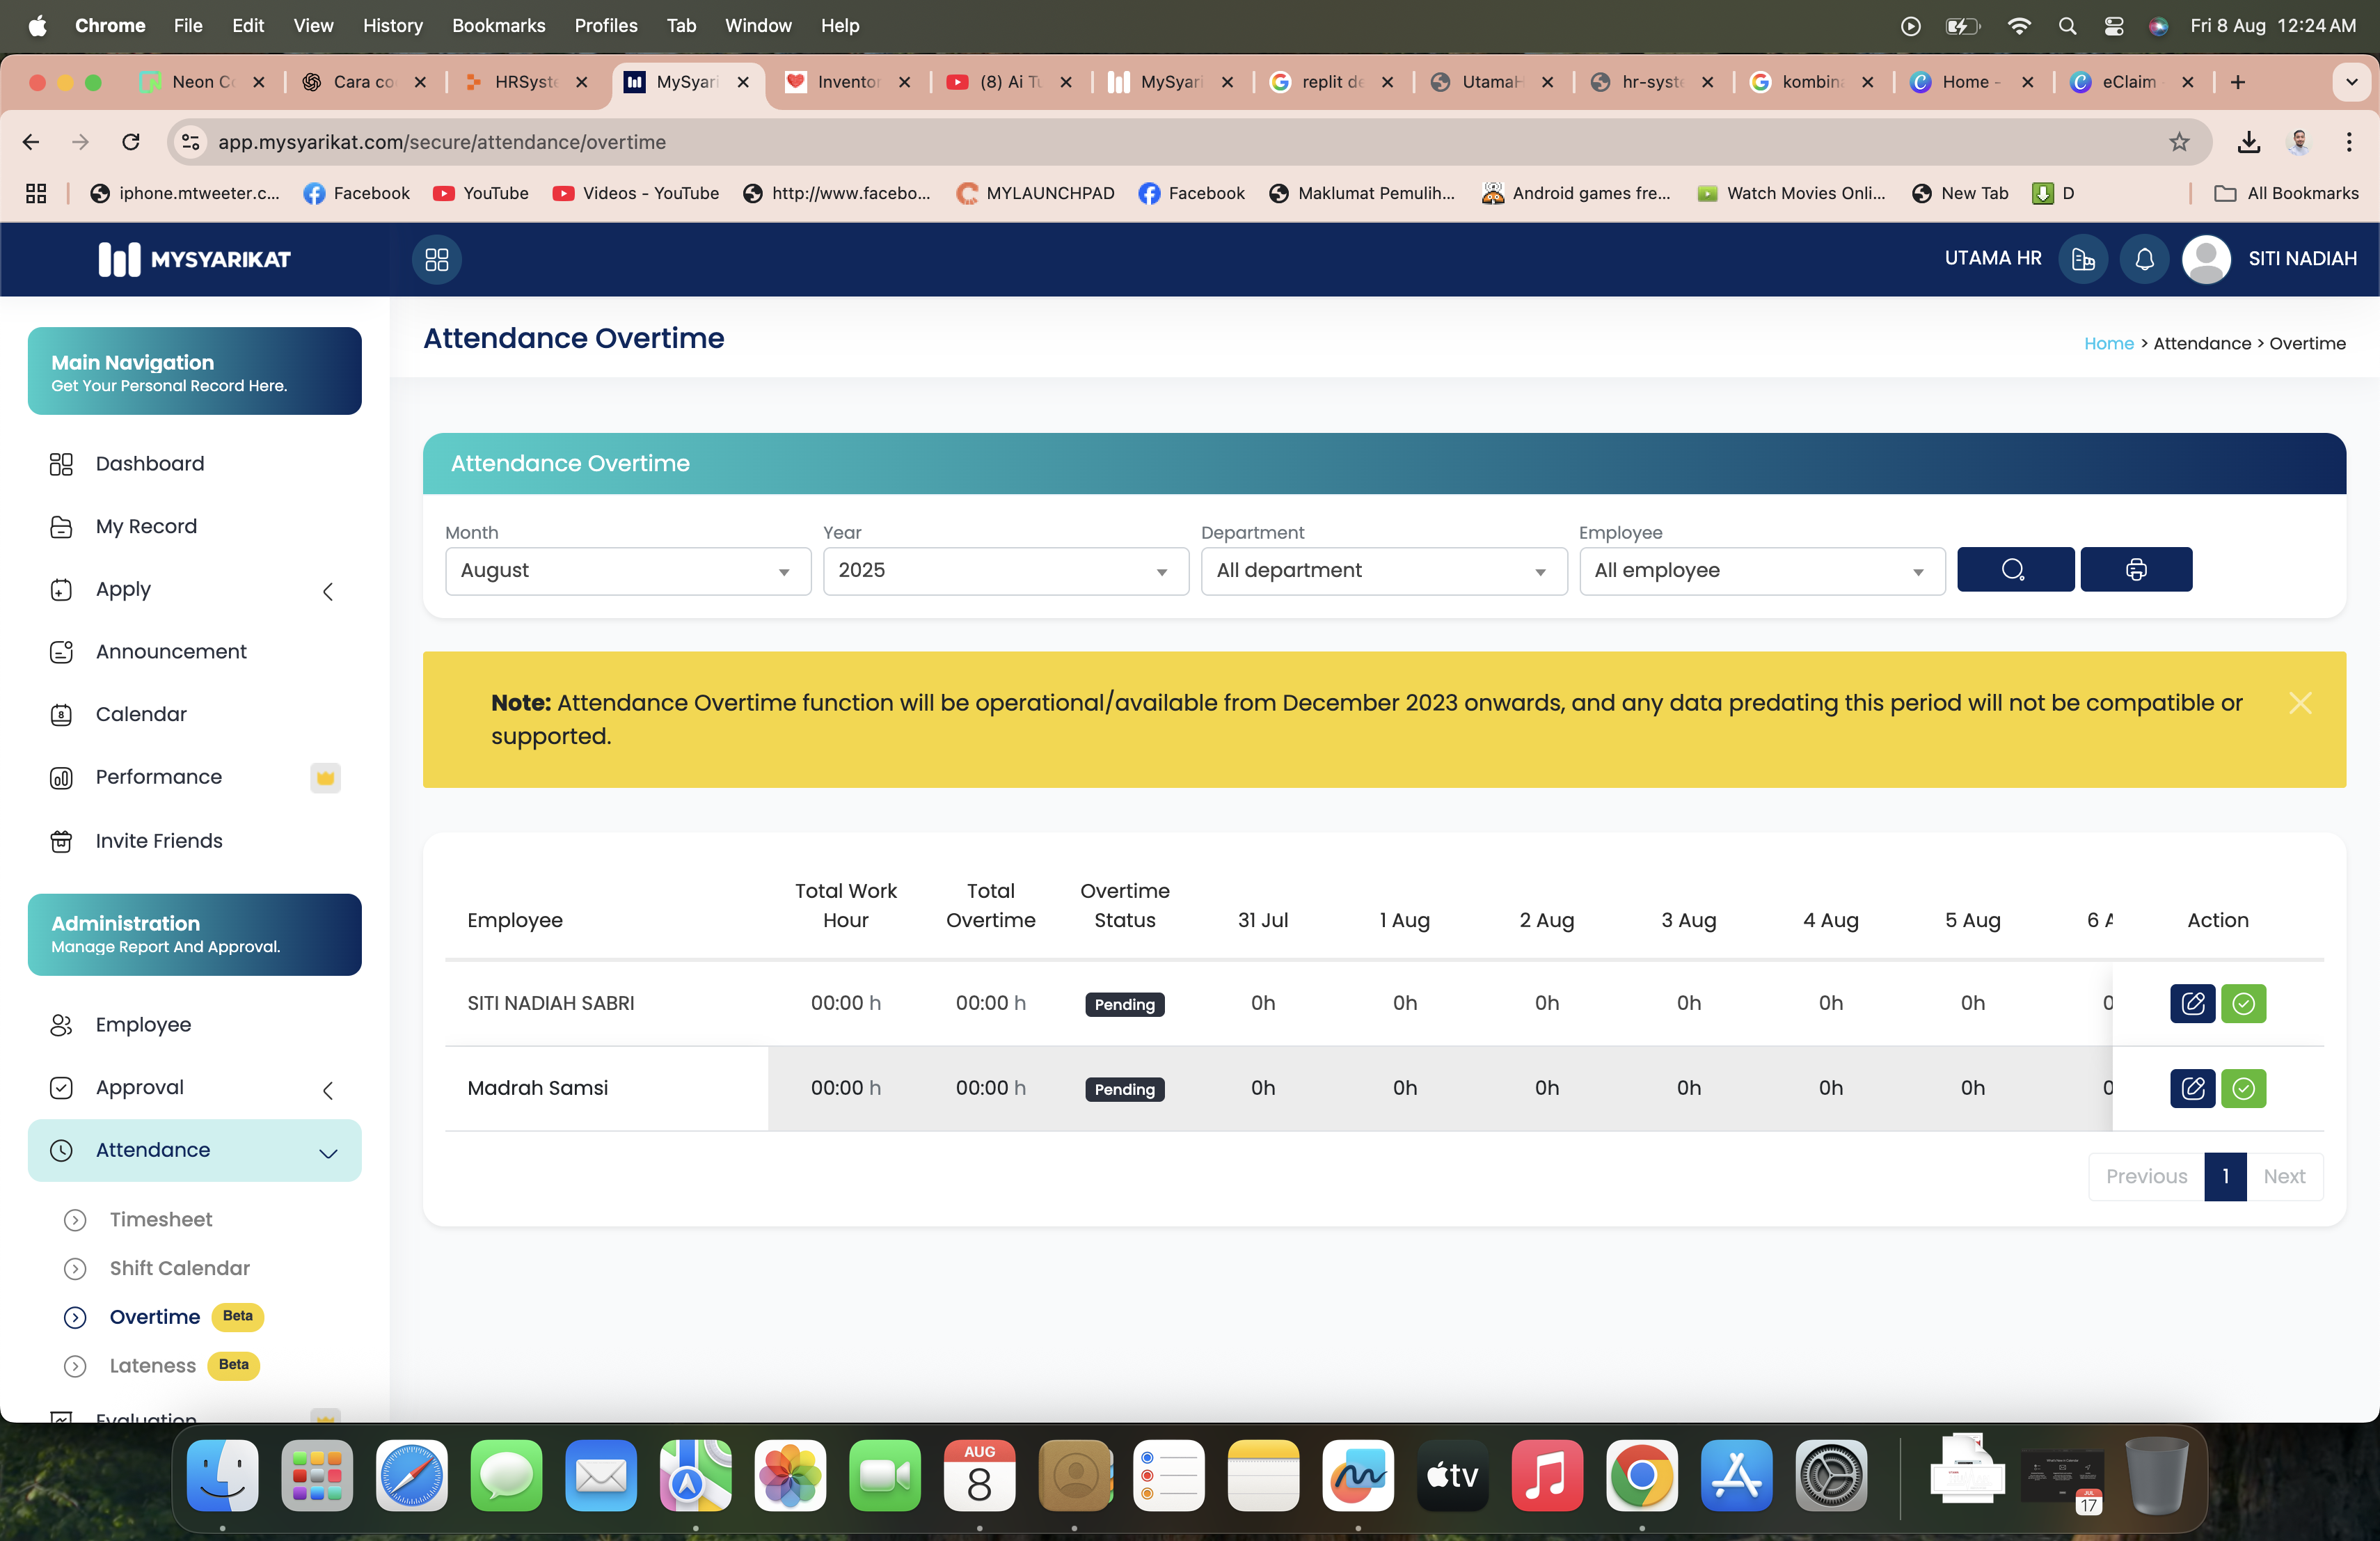 Chrome File Edit View History Bookmarks Profiles Tab Window Help Fri 8 Aug 12:24 AM
Neon Cara co HRSyst MySyari Inventor (8) Ai Tu MySyari replit de UtamaH hr-syste kombina Home - eClaim
app.mysyarikat.com/secure/attendance/overtime
iphone.mtweeter.c... Facebook YouTube Videos - YouTube http://www.facebo... MYLAUNCHPAD Facebook Maklumat Pemulih... Android games fre... Watch Movies Onli... New Tab D All Bookmarks
MYSYARIKAT UTAMA HR SITI NADIAH
Main Navigation
Get Your Personal Record Here.
Dashboard
My Record
Apply
Announcement
8 Calendar
Performance
Invite Friends
Administration
Manage Report And Approval.
Employee
Approval
Attendance
Timesheet
Shift Calendar
Overtime Beta
Lateness Beta
Evaluation
Attendance Overtime
Home > Attendance > Overtime
Attendance Overtime
Month Year Department Employee
August 2025 All department All employee
Note: Attendance Overtime function will be operational/available from December 2023 onwards, and any data predating this period will not be compatible or
supported.
Total Work Total Overtime
Employee Hour Overtime Status 31 Jul 1 Aug 2 Aug 3 Aug 4 Aug 5 Aug 6 A Action
SITI NADIAH SABRI 00:00 h 00:00 h Pending 0h 0h 0h 0h 0h 0h 0
Madrah Samsi 00:00 h 00:00 h Pending 0h 0h 0h 0h 0h 0h 0
Previous 1 Next
AUG
8
tv
JUL
17